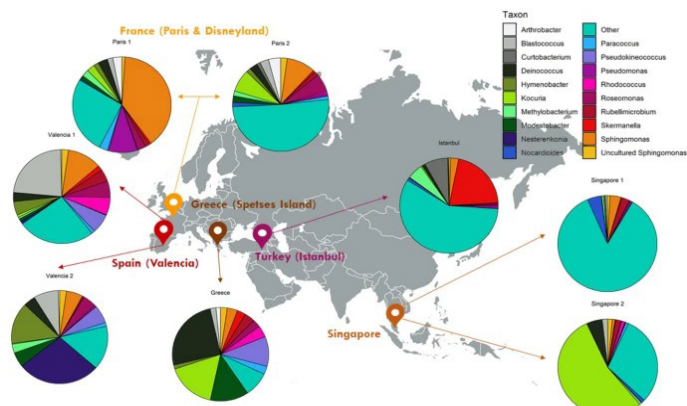 France (Paris & Disneyland)
Paris 1
Paris 2
Taxon
Arthrobacter
Blastococcus
Curtobacterium
Deinococcus
Hymenobacter
Kocuria
Methylobacterium
Modestobacter
Nesterenkonia
Nocardioides
Other
Paracoccus
Pseudokineococcus
Pseudomonas
Rhodococcus
Roseomonas
Rubellimicrobium
Skermanella
Sphingomonas
Uncultured Sphingomonas
Valencia 1
Istanbul
Singapore 1
Greece (Spetses Island)
Spain (Valencia)
Turkey (Istanbul)
Valencia 2
Greece
Singapore
Singapore 2